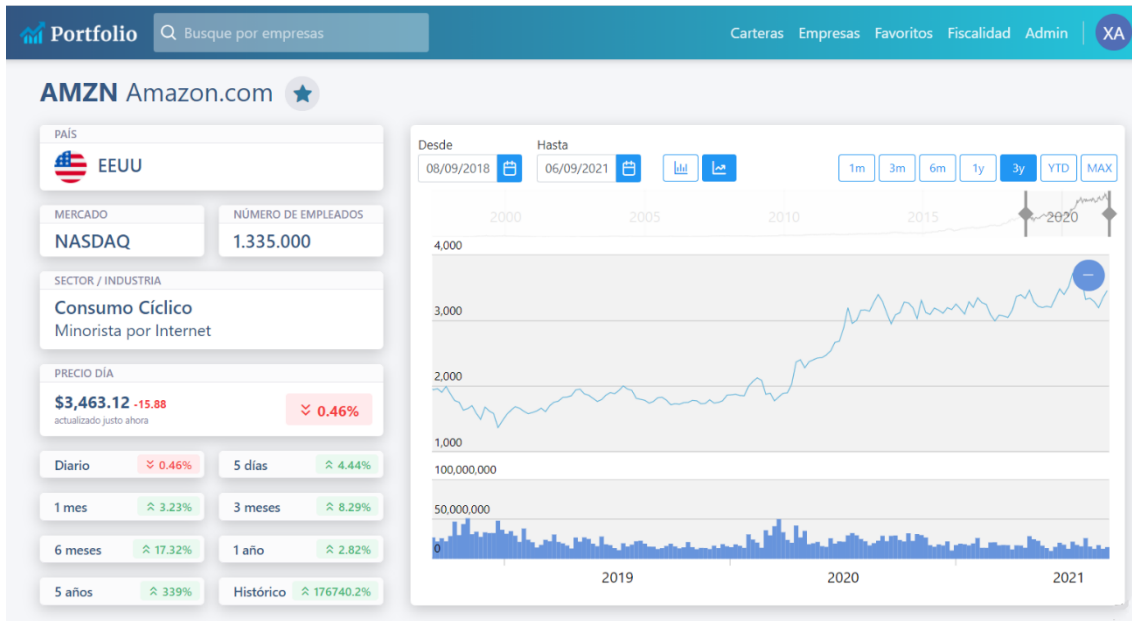 Portfolio Busque por empresas Carteras Empresas Favoritos Fiscalidad Admin XA
AMZN Amazon.com
PAÍS
EEUU
MERCADO
NASDAQ
NÚMERO DE EMPLEADOS
1.335.000
SECTOR / INDUSTRIA
Consumo Cíclico
Minorista por Internet
PRECIO DÍA
$3,463.12 -15.88
actualizado justo ahora
0.46%
Diario 0.46%
5 días 4.44%
1 mes 3.23%
3 meses 8.29%
6 meses 17.32%
1 año 2.82%
5 años 339%
Histórico 176740.2%
Desde
08/09/2018
Hasta
06/09/2021
1m 3m 6m 1y 3y YTD MAX
2000 2005 2010 2015 2020
4,000
3,000
2,000
1,000
100,000,000
50,000,000
0
2019 2020 2021